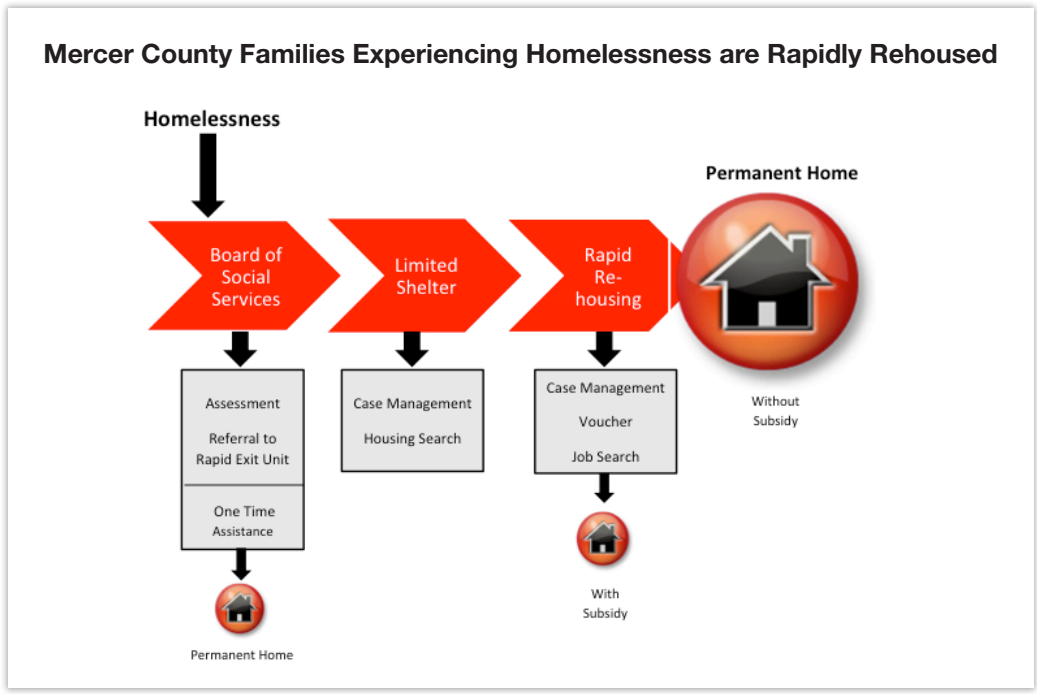 Mercer County Families Experiencing Homelessness are Rapidly Rehoused
Homelessness
Permanent Home
Board of
Social
Services
Limited
Shelter
Rapid
Re-
housing
Assessment
Referral to
Rapid Exit Unit
One Time
Assistance
Permanent Home
Case Management
Housing Search
Case Management
Voucher
Job Search
With
Subsidy
Without
Subsidy